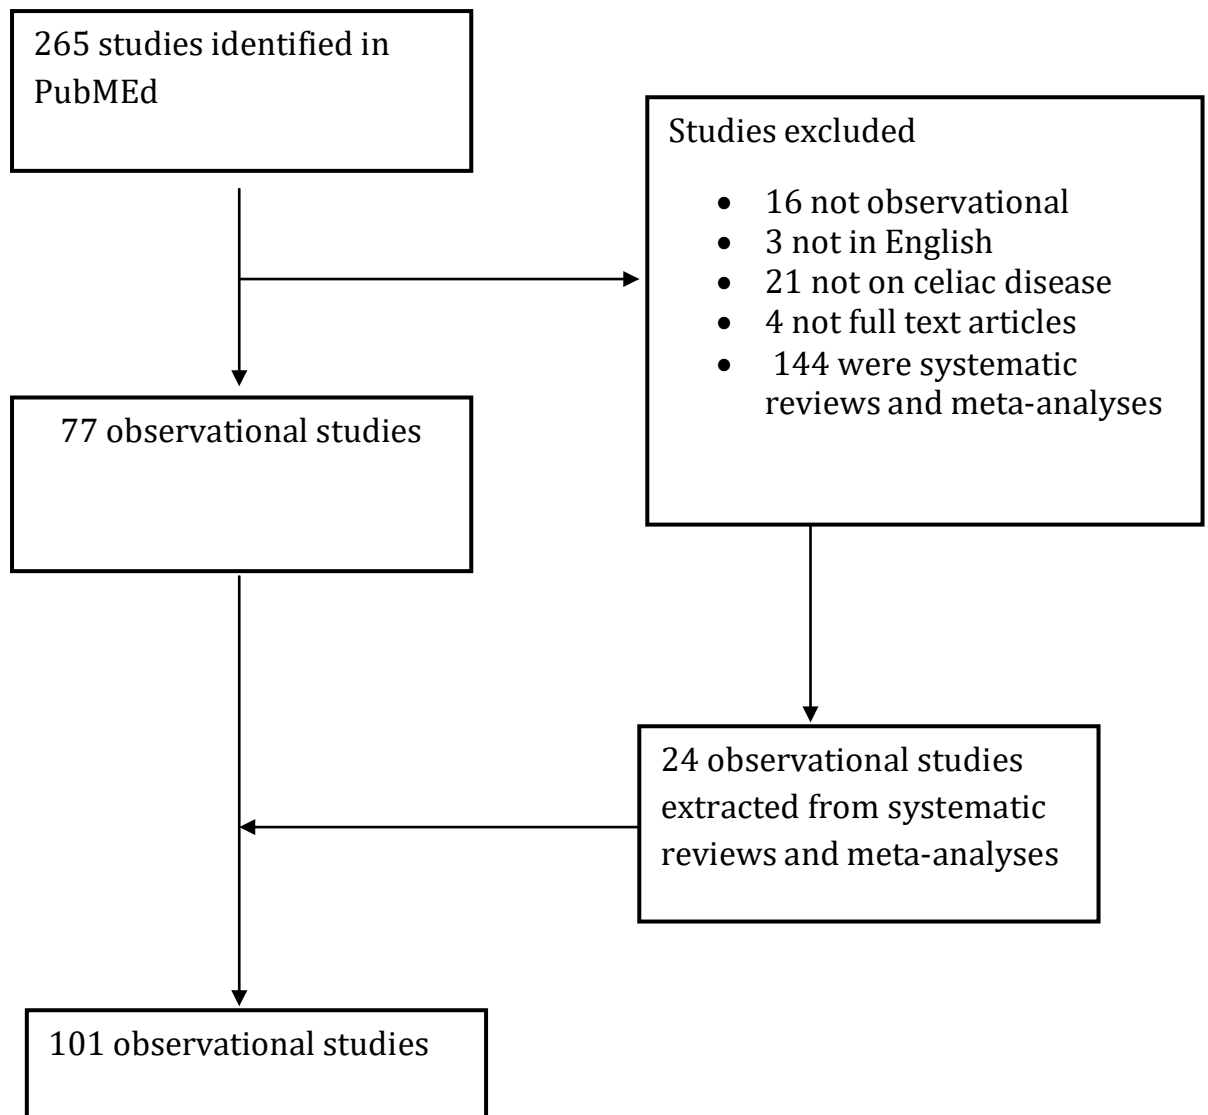 265 studies identified in
PubMEd
Studies excluded
• 16 not observational
• 3 not in English
• 21 not on celiac disease
• 4 not full text articles
• 144 were systematic
reviews and meta-analyses
77 observational studies
24 observational studies
extracted from systematic
reviews and meta-analyses
101 observational studies